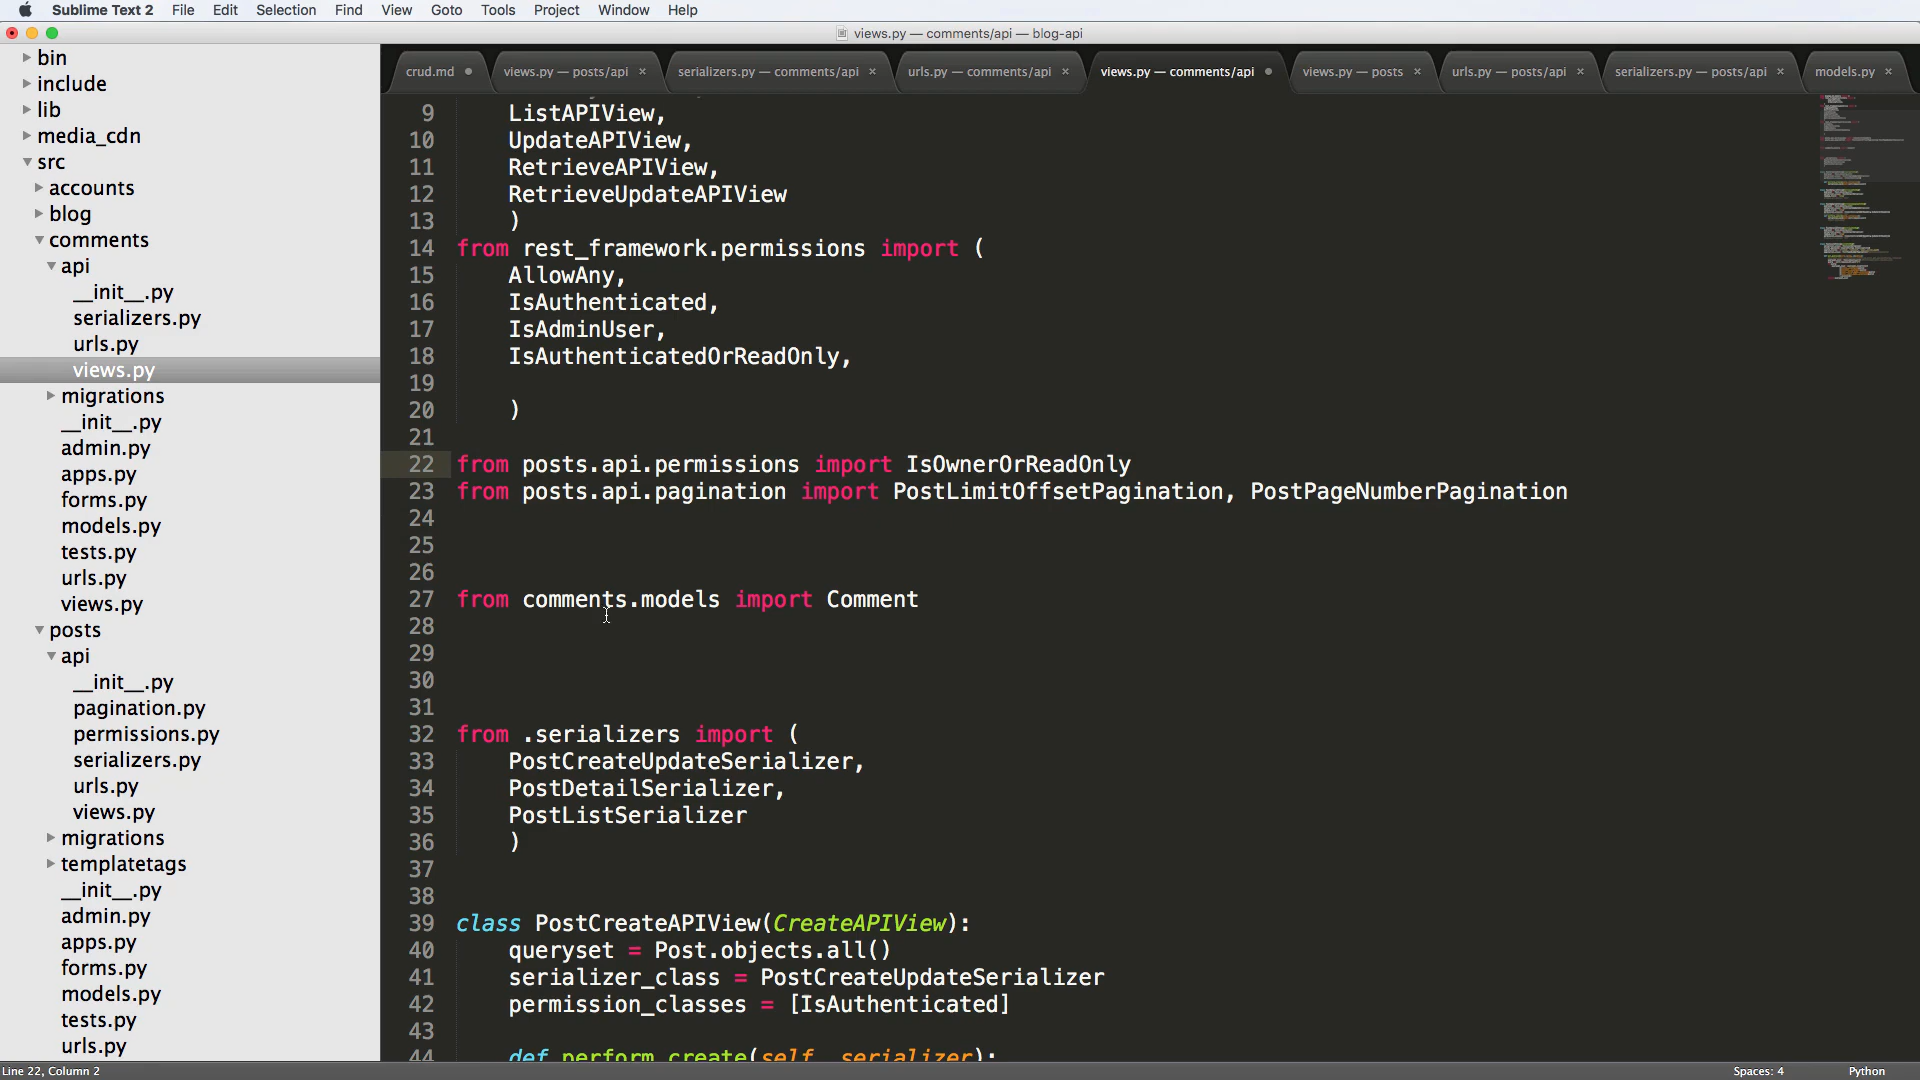 Sublime Text 2 File Edit Selection Find View Goto Tools Project Window Help
views.py — comments/api — blog-api
crud.md views.py — posts/api serializers.py — comments/api urls.py — comments/api views.py — comments/api views.py — posts urls.py — posts/api serializers.py — posts/api models.py
bin
include
lib
media_cdn
src
accounts
blog
comments
api
__init__.py
serializers.py
urls.py
views.py
migrations
__init__.py
admin.py
apps.py
forms.py
models.py
tests.py
urls.py
views.py
posts
api
__init__.py
pagination.py
permissions.py
serializers.py
urls.py
views.py
migrations
templatetags
__init__.py
admin.py
apps.py
forms.py
models.py
tests.py
urls.py
9 ListAPIView,
10 UpdateAPIView,
11 RetrieveAPIView,
12 RetrieveUpdateAPIView
13 )
14 from rest_framework.permissions import (
15 AllowAny,
16 IsAuthenticated,
17 IsAdminUser,
18 IsAuthenticatedOrReadOnly,
19
20 )
21
22 from posts.api.permissions import IsOwnerOrReadOnly
23 from posts.api.pagination import PostLimitOffsetPagination, PostPageNumberPagination
24
25
26
27 from comments.models import Comment
28
29
30
31
32 from .serializers import (
33 PostCreateUpdateSerializer,
34 PostDetailSerializer,
35 PostListSerializer
36 )
37
38
39 class PostCreateAPIView(CreateAPIView):
40 queryset = Post.objects.all()
41 serializer_class = PostCreateUpdateSerializer
42 permission_classes = [IsAuthenticated]
43
44 def perform_create(self, serializer):
Line 22, Column 2 Spaces: 4 Python